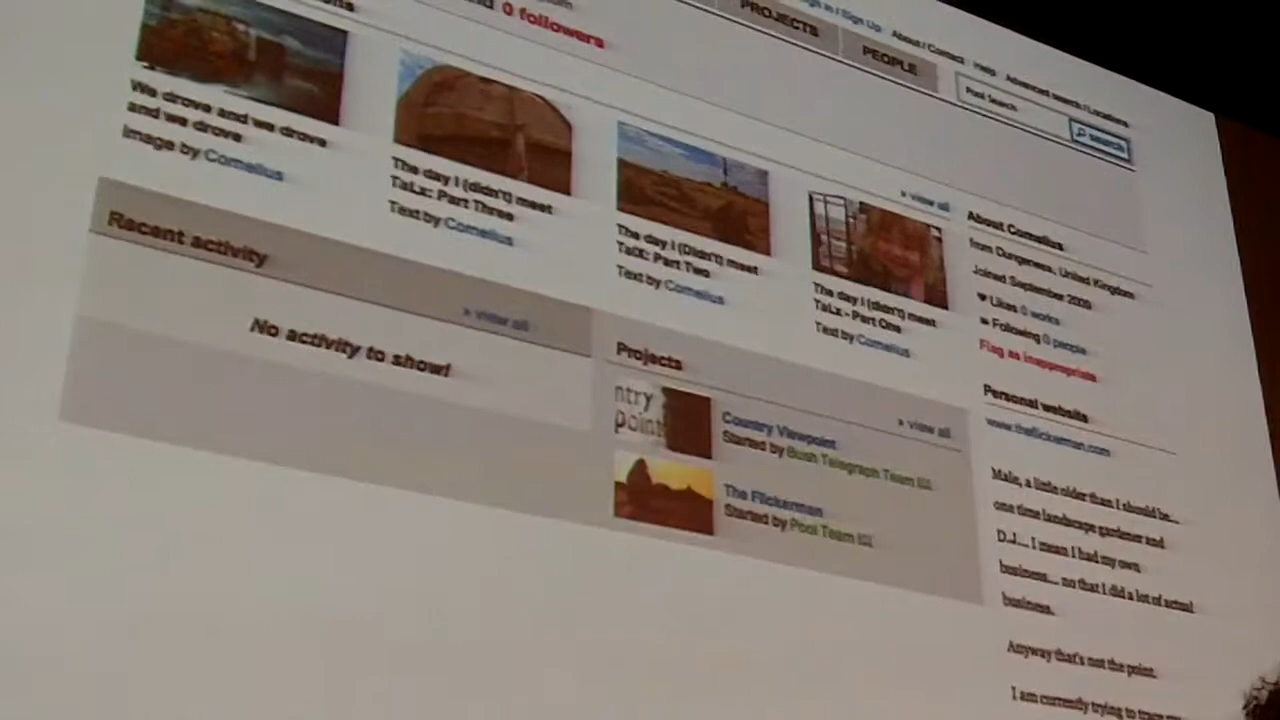 Sign In / Sign Up About / Contact Help Advanced search / Locations
PROJECTS
PEOPLE
Pool Search
search
0 followers
We drove and we drove
and we drove
Image by Cornelius
The day I (didn't) meet
TaLx: Part Three
Text by Cornelius
The day I (Didn't) meet
TalX: Part Two
Text by Cornelius
The day I (didn't) meet
TaLx - Part One
Text by Cornelius
» view all
Recent activity
» view all
No activity to show!
Projects
» view all
ntry
point
Country Viewpoint
Started by Bush Telegraph Team
The Flickerman
Started by Pool Team
About Cornelius
from Dungeness, United Kingdom
Joined September 2009
Likes 0 works
Following 0 people
Flag as inappropriate
Personal website
www.theflickerman.com
Male, a little older than I should be...
one time landscape gardener and
D.J.... I mean I had my own
business.... no that I did a lot of actual
business.
Anyway that's not the point.
I am currently trying to